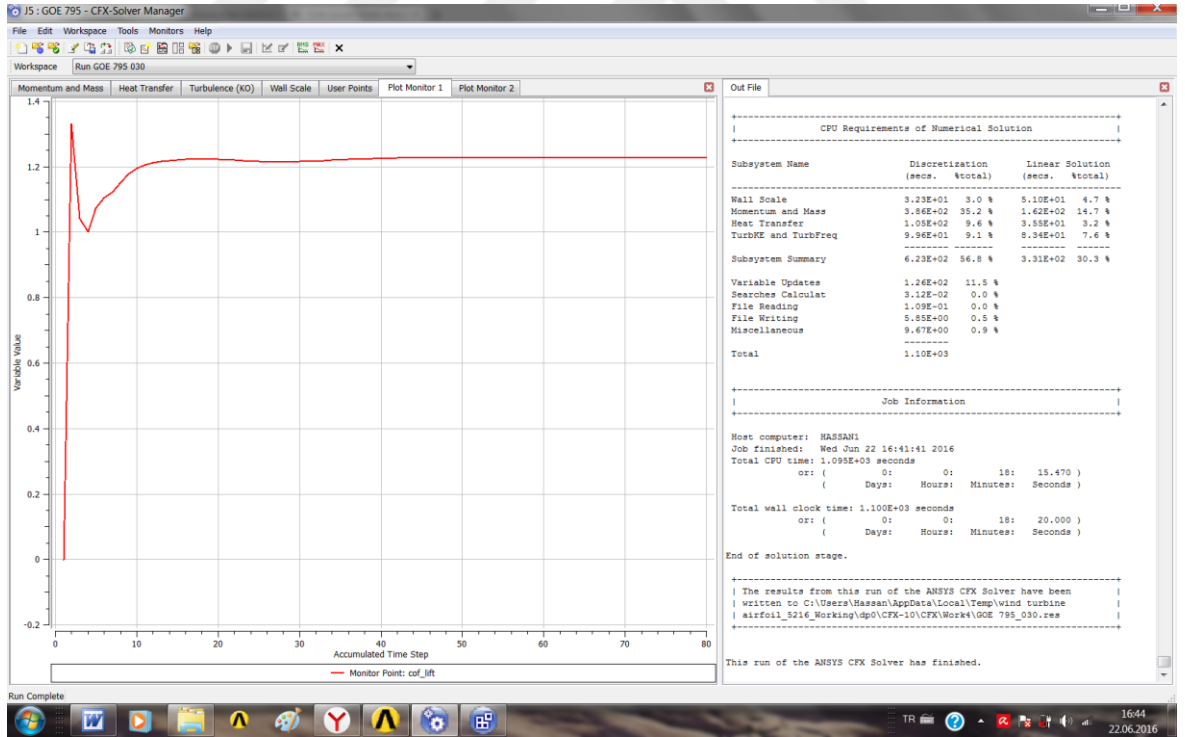 J5 : GOE 795 - CFX-Solver Manager
File Edit Workspace Tools Monitors Help
Workspace Run GOE 795 030
Momentum and Mass Heat Transfer Turbulence (KO) Wall Scale User Points Plot Monitor 1 Plot Monitor 2
1.4
1.2
1
0.8
0.6
0.4
0.2
0
-0.2
Variable Value
0 10 20 30 40 50 60 70 80
Accumulated Time Step
Monitor Point: cof_lift
Out File
CPU Requirements of Numerical Solution
Subsystem Name Discretization Linear Solution
(secs. %total) (secs. %total)
Wall Scale 3.23E+01 3.0 % 5.10E+01 4.7 %
Momentum and Mass 3.86E+02 35.2 % 1.62E+02 14.7 %
Heat Transfer 1.05E+02 9.6 % 3.55E+01 3.2 %
TurbKE and TurbFreq 9.96E+01 9.1 % 8.34E+01 7.6 %
Subsystem Summary 6.23E+02 56.8 % 3.31E+02 30.3 %
Variable Updates 1.26E+02 11.5 %
Searches Calculat 3.12E-02 0.0 %
File Reading 1.09E-01 0.0 %
File Writing 5.85E+00 0.5 %
Miscellaneous 9.67E+00 0.9 %
Total 1.10E+03
Job Information
Host computer: HASSAN1
Job finished: Wed Jun 22 16:41:41 2016
Total CPU time: 1.095E+03 seconds
or: ( 0: 0: 18: 15.470 )
( Days: Hours: Minutes: Seconds )
Total wall clock time: 1.100E+03 seconds
or: ( 0: 0: 18: 20.000 )
( Days: Hours: Minutes: Seconds )
End of solution stage.
The results from this run of the ANSYS CFX Solver have been
written to C:\Users\Hassan\AppData\Local\Temp\wind turbine
airfoil_5216_Working\dp0\CFX-10\CFX\Work4\GOE 795_030.res
This run of the ANSYS CFX Solver has finished.
Run Complete
TR
16:44
22.06.2016